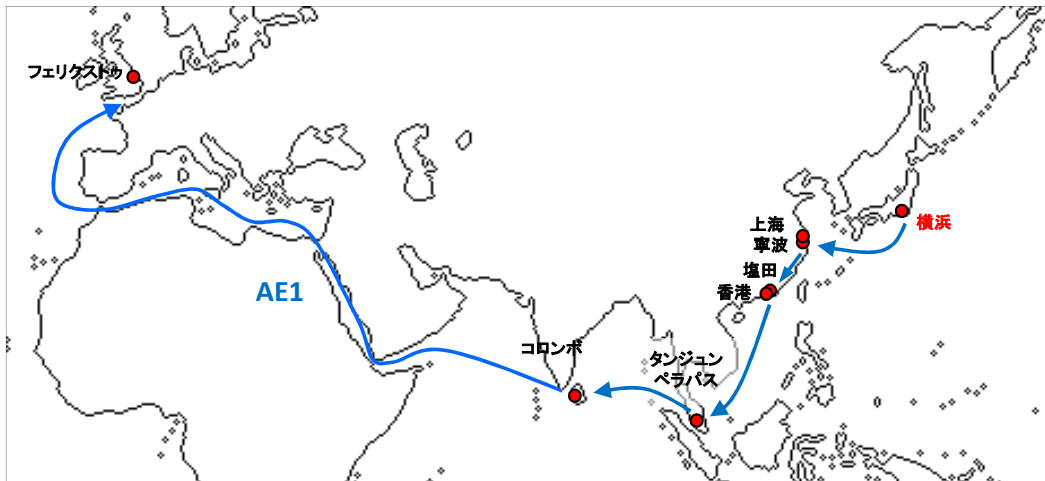 フェリクストゥ
横浜
上海
寧波
塩田
香港
AE1
コロンボ
タンジュン
ペラパス